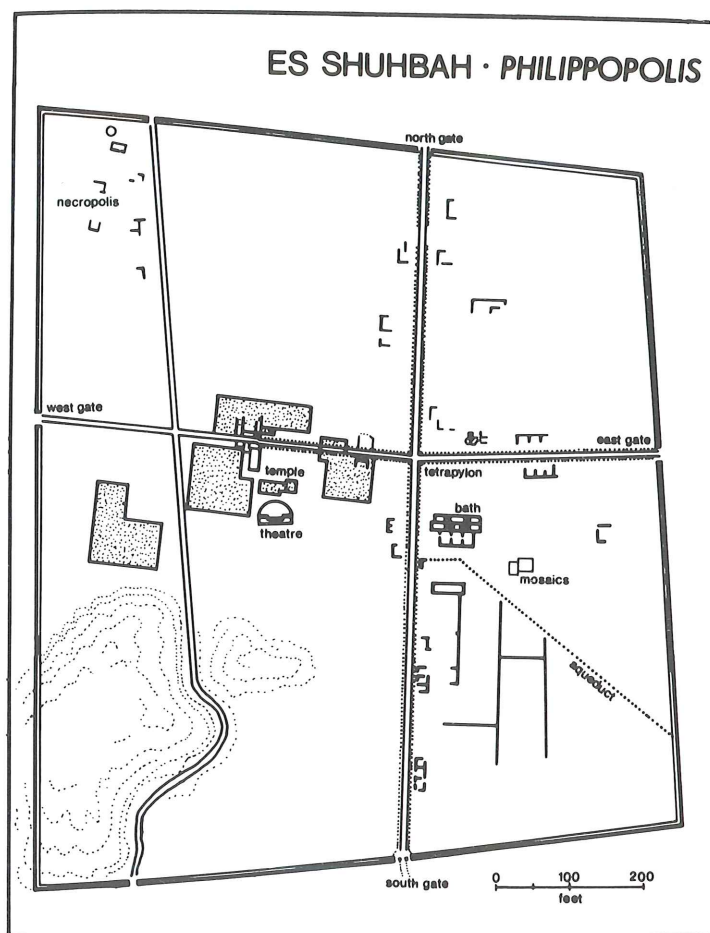 ES SHUHBAH · PHILIPPOPOLIS
north gate
necropolis
west gate
east gate
temple
tetrapylon
bath
theatre
mosaics
aqueduct
south gate
0 100 200
feet